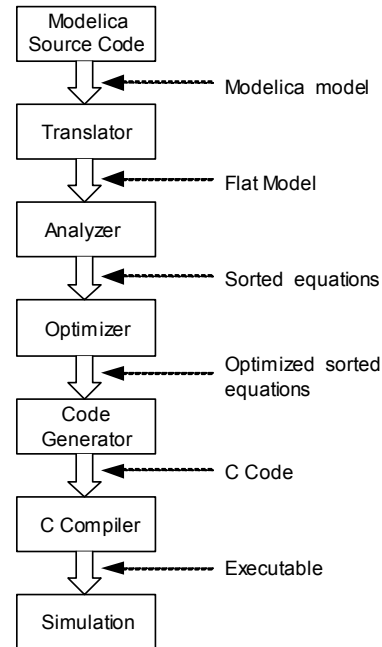 Modelica
Source Code
Modelica model
Translator
Flat Model
Analyzer
Sorted equations
Optimizer
Optimized sorted
equations
Code
Generator
C Code
C Compiler
Executable
Simulation